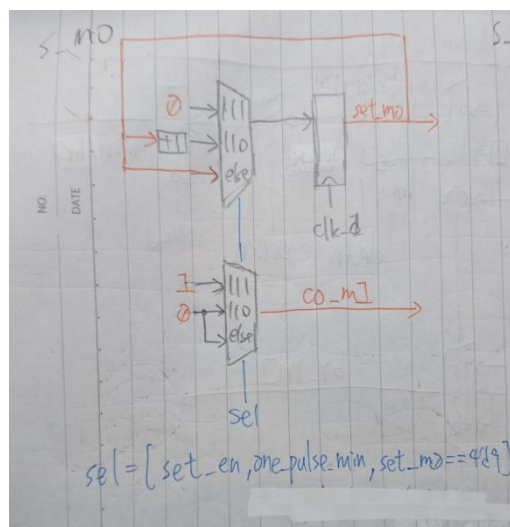 S_m0
S_
0
111
set_m0
+1
110
else
NO.
DATE
clk_d
1
111
co_m1
0
110
else
sel
sel=[set_en,one_pulse_min,set_m0==4'd9]